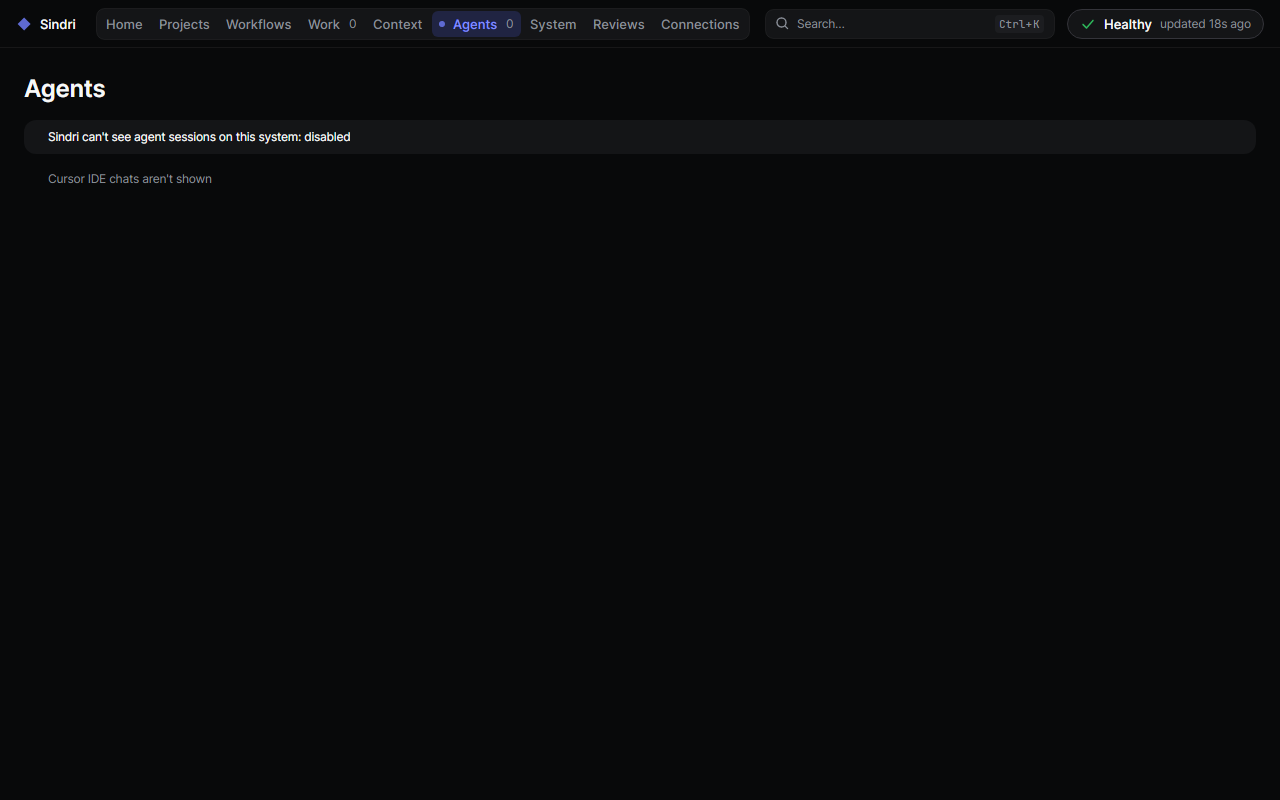 Sindri Home Projects Workflows Work 0 Context Agents 0 System Reviews Connections Search... Ctrl+K Healthy updated 18s ago
Agents
Sindri can't see agent sessions on this system: disabled
Cursor IDE chats aren't shown